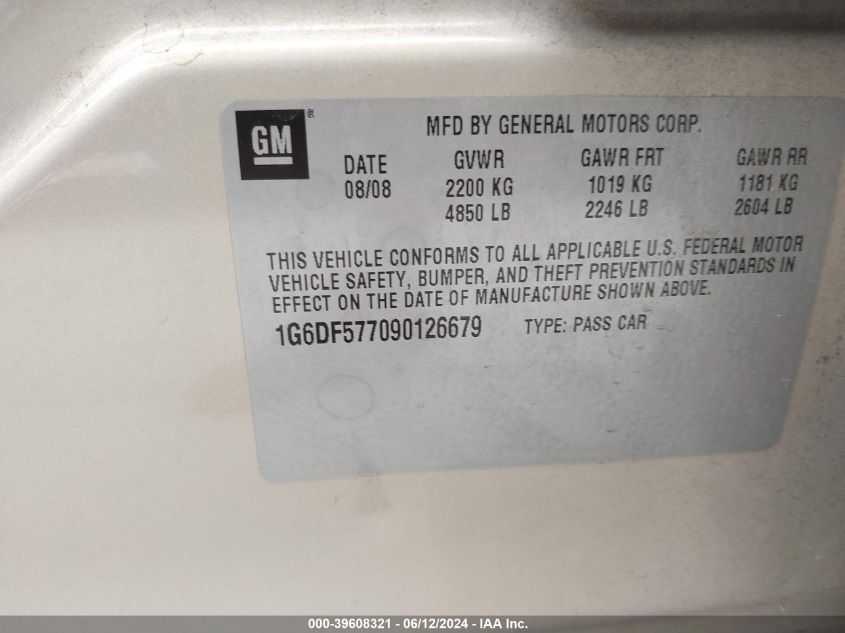 GM ®
MFD BY GENERAL MOTORS CORP.
DATE GVWR GAWR FRT GAWR RR
08/08 2200 KG 1019 KG 1181 KG
4850 LB 2246 LB 2604 LB
THIS VEHICLE CONFORMS TO ALL APPLICABLE U.S. FEDERAL MOTOR
VEHICLE SAFETY, BUMPER, AND THEFT PREVENTION STANDARDS IN
EFFECT ON THE DATE OF MANUFACTURE SHOWN ABOVE.
1G6DF577090126679 TYPE: PASS CAR
000-39608321 / 06/12/2024 - IAA Inc.